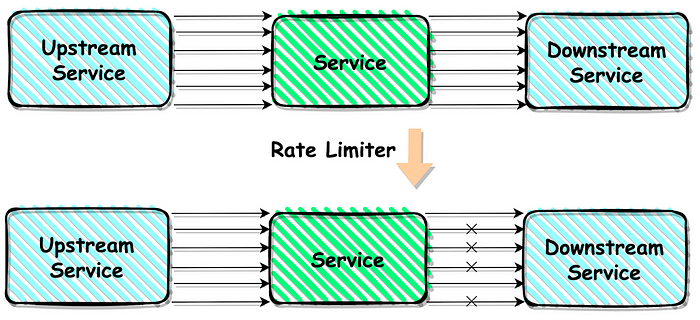 Upstream
Service
Service
Downstream
Service
Rate Limiter
Upstream
Service
Service
Downstream
Service